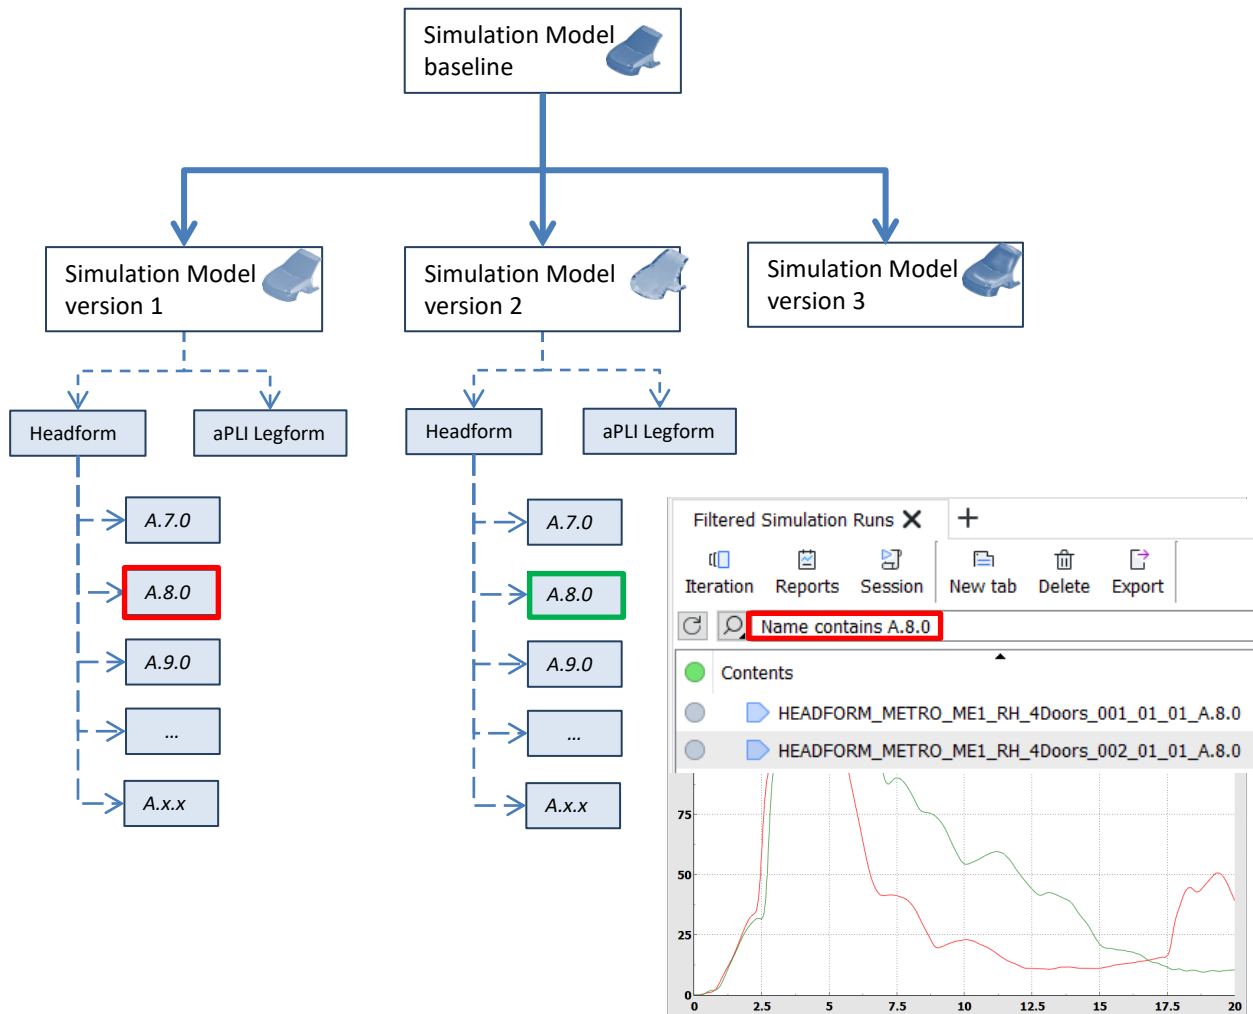 Simulation Model
baseline
Simulation Model
version 1
Simulation Model
version 2
Simulation Model
version 3
Headform
aPLI Legform
Headform
aPLI Legform
A.7.0
A.8.0
A.9.0
...
A.x.x
A.7.0
A.8.0
A.9.0
...
A.x.x
Filtered Simulation Runs
Iteration Reports Session New tab Delete Export
Name contains A.8.0
Contents
HEADFORM_METRO_ME1_RH_4Doors_001_01_01_A.8.0
HEADFORM_METRO_ME1_RH_4Doors_002_01_01_A.8.0
75
50
25
0
0 2.5 5 7.5 10 12.5 15 17.5 20